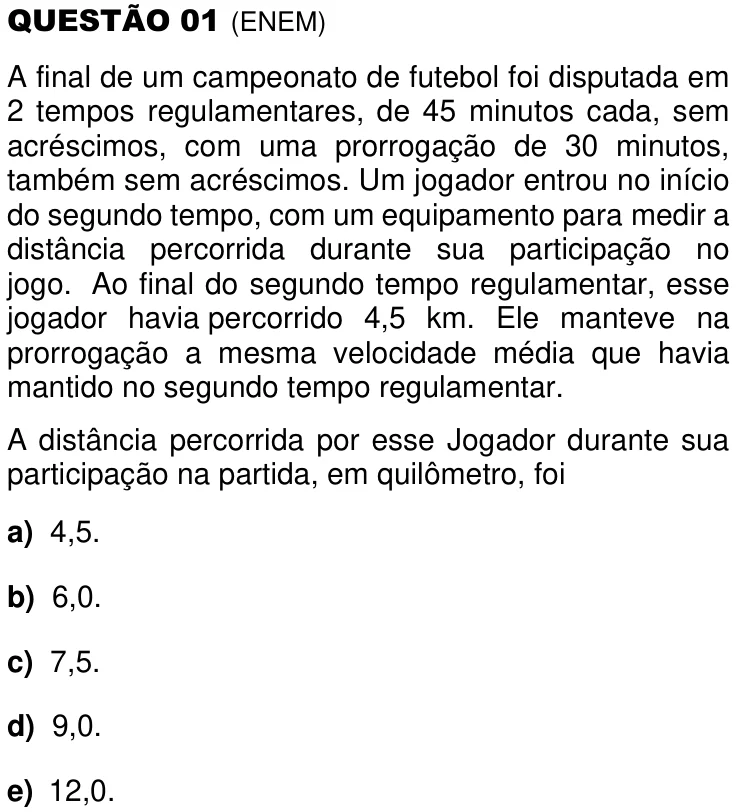 QUESTÃO 01 (ENEM)
A final de um campeonato de futebol foi disputada em
2 tempos regulamentares, de 45 minutos cada, sem
acréscimos, com uma prorrogação de 30 minutos,
também sem acréscimos. Um jogador entrou no início
do segundo tempo, com um equipamento para medir a
distância percorrida durante sua participação no
jogo. Ao final do segundo tempo regulamentar, esse
jogador havia percorrido 4,5 km. Ele manteve na
prorrogação a mesma velocidade média que havia
mantido no segundo tempo regulamentar.
A distância percorrida por esse Jogador durante sua
participação na partida, em quilômetro, foi
a) 4,5.
b) 6,0.
c) 7,5.
d) 9,0.
e) 12,0.